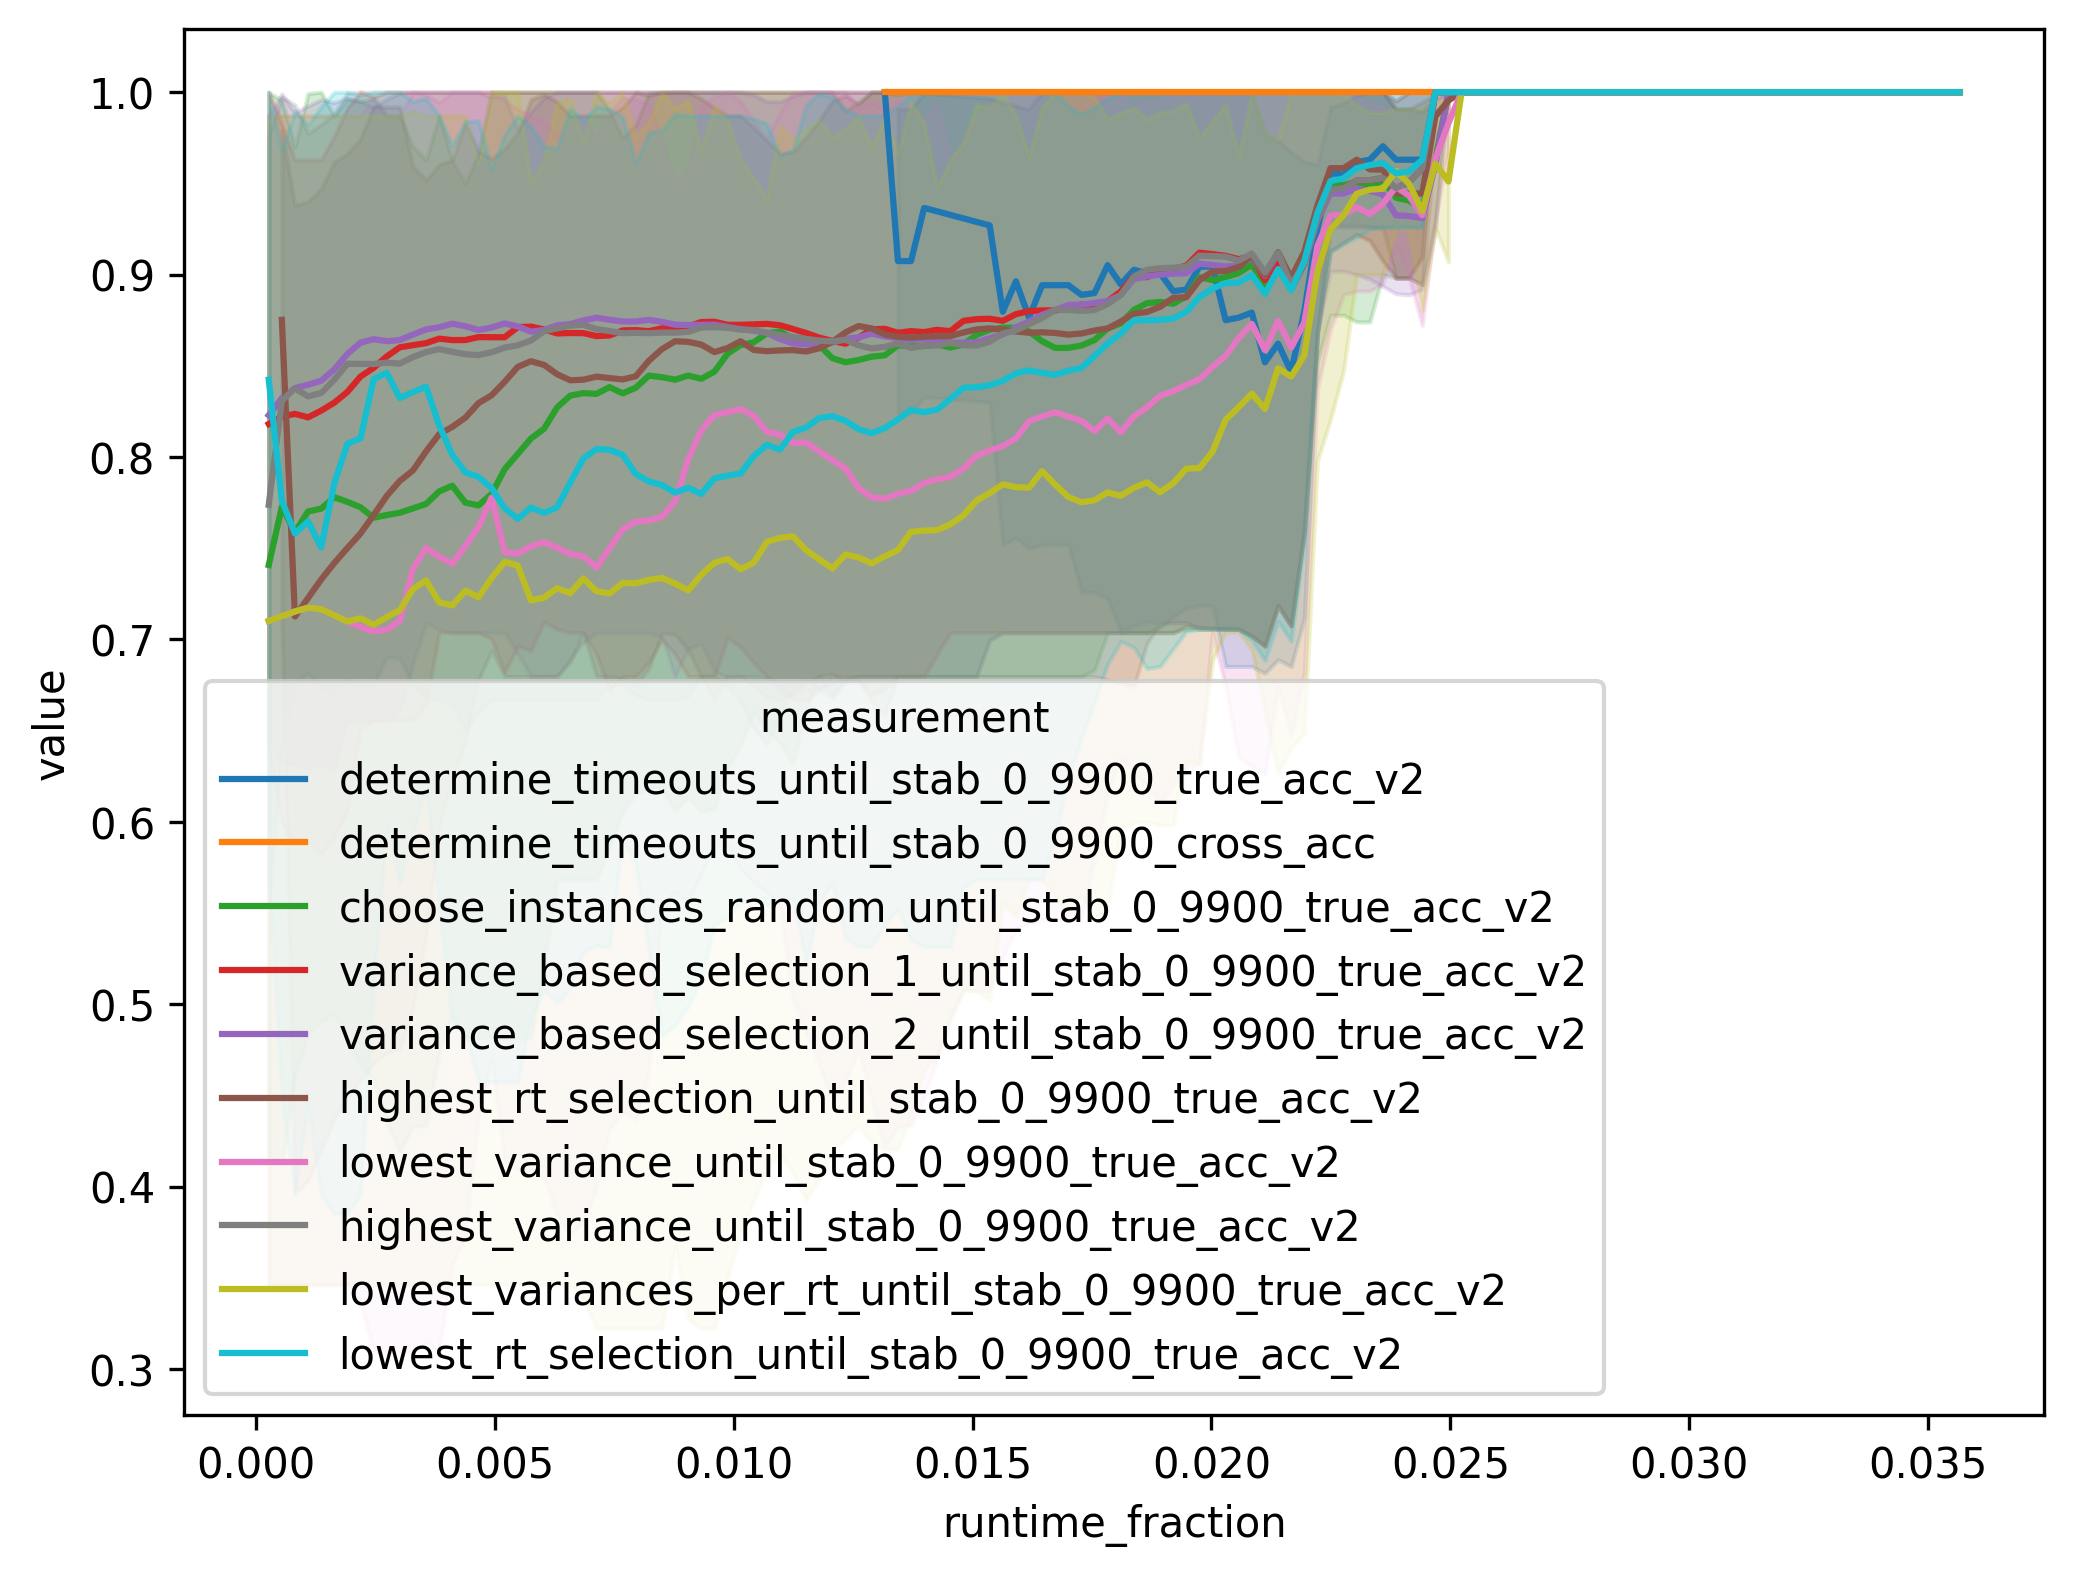 1.0
0.9
0.8
0.7
0.6
0.5
0.4
0.3
value
measurement
determine_timeouts_until_stab_0_9900_true_acc_v2
determine_timeouts_until_stab_0_9900_cross_acc
choose_instances_random_until_stab_0_9900_true_acc_v2
variance_based_selection_1_until_stab_0_9900_true_acc_v2
variance_based_selection_2_until_stab_0_9900_true_acc_v2
highest_rt_selection_until_stab_0_9900_true_acc_v2
lowest_variance_until_stab_0_9900_true_acc_v2
highest_variance_until_stab_0_9900_true_acc_v2
lowest_variances_per_rt_until_stab_0_9900_true_acc_v2
lowest_rt_selection_until_stab_0_9900_true_acc_v2
0.000 0.005 0.010 0.015 0.020 0.025 0.030 0.035
runtime_fraction